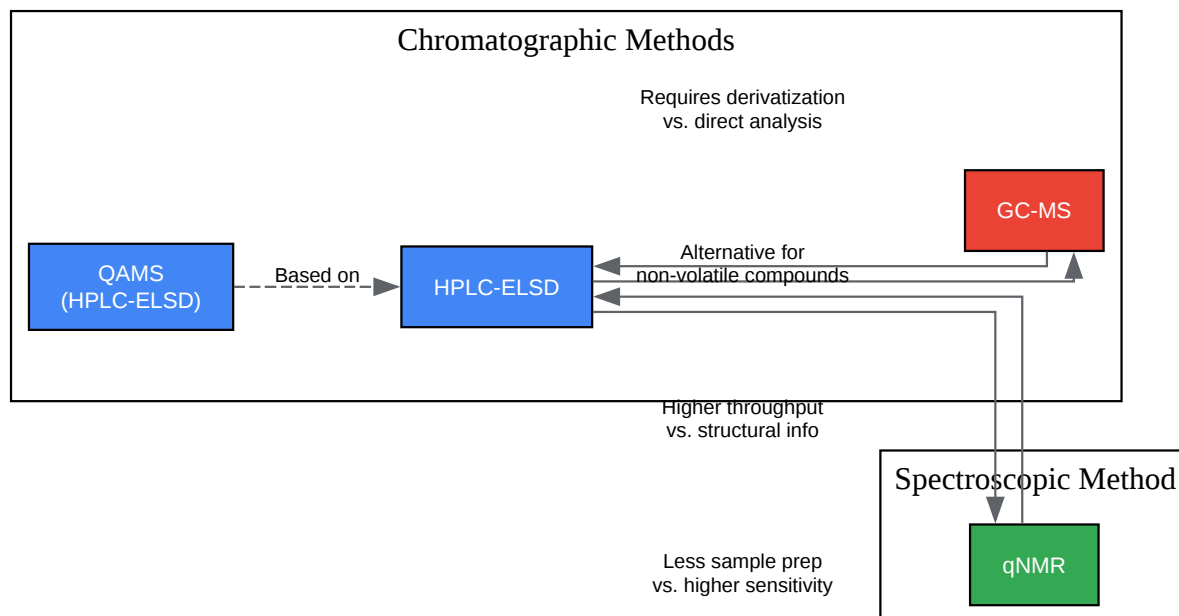 Chromatographic Methods
Requires derivatization
vs. direct analysis
GC-MS
QAMS
(HPLC-ELSD)
Based on
HPLC-ELSD
Alternative for
non-volatile compounds
Higher throughput
vs. structural info
Spectroscopic Method
Less sample prep
vs. higher sensitivity
qNMR